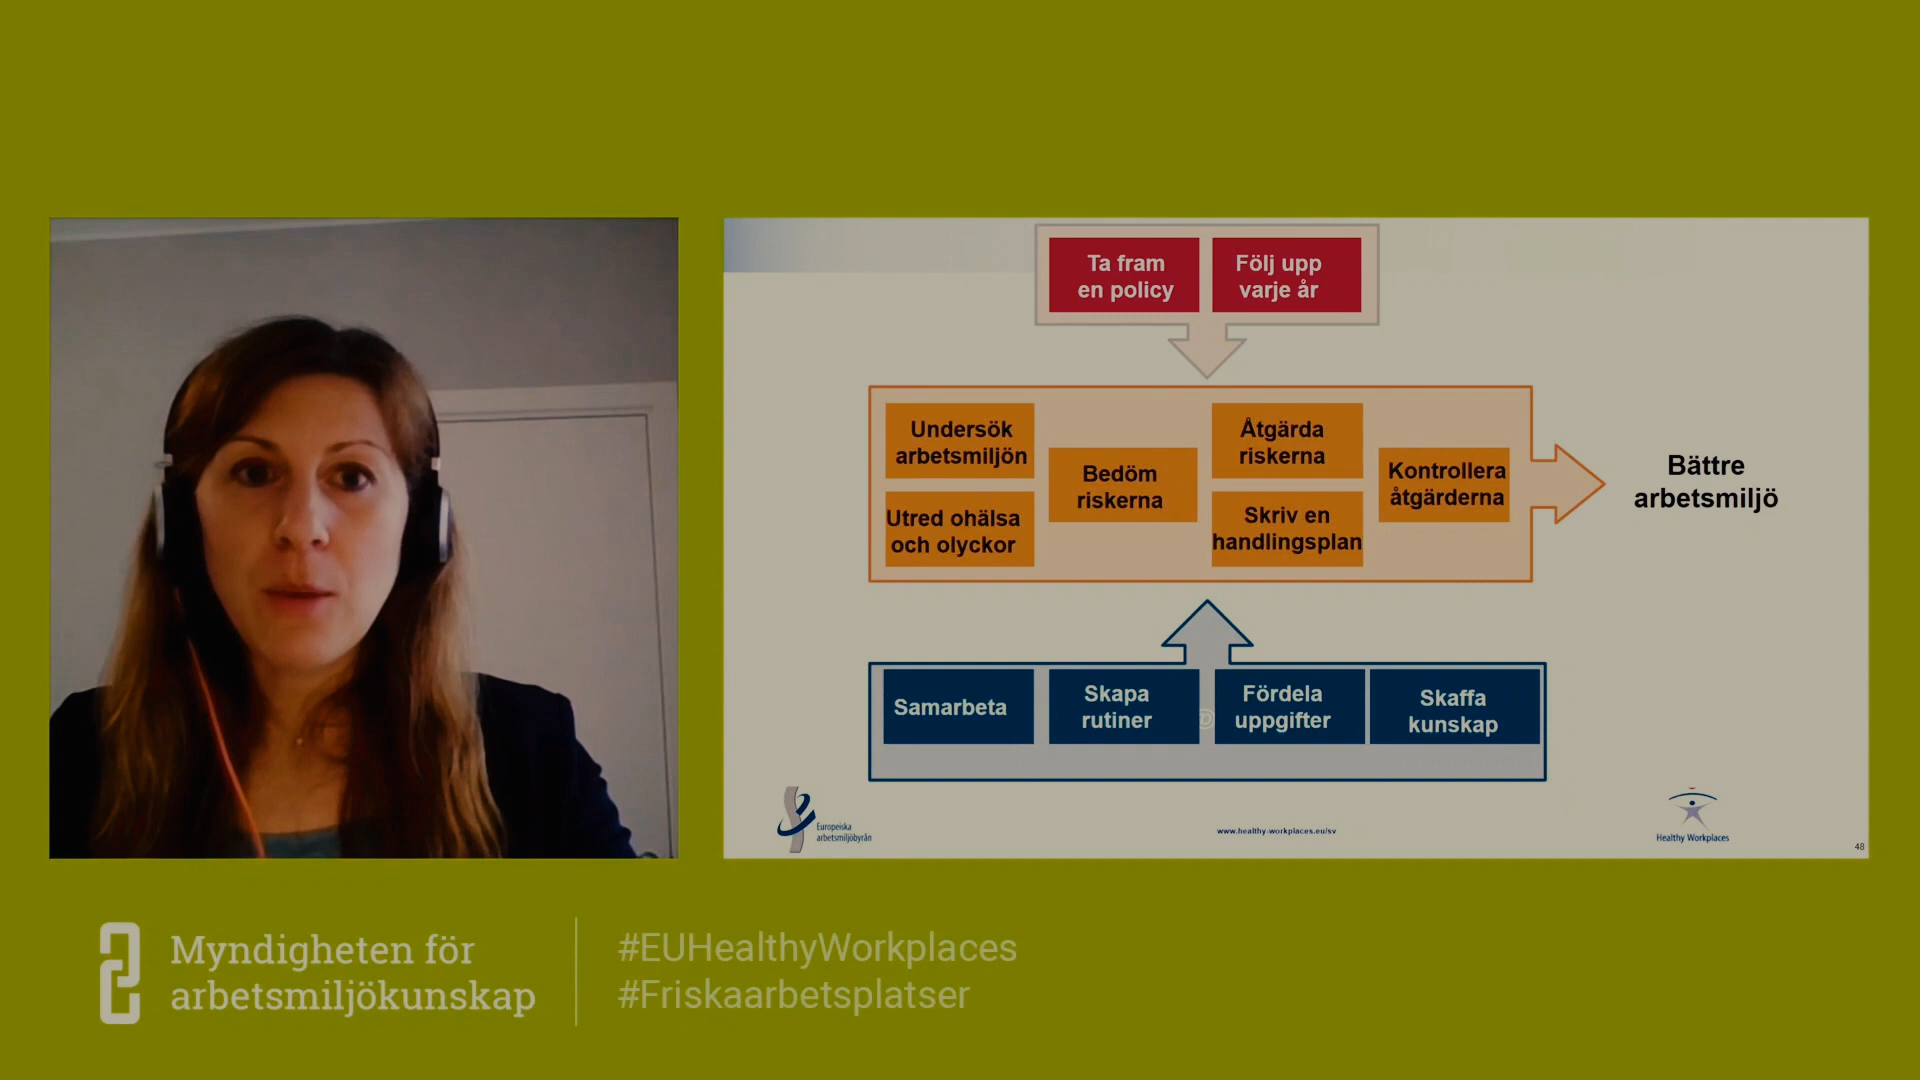 Ta fram
en policy
Följ upp
varje år
Undersök
arbetsmiljön
Utred ohälsa
och olyckor
Bedöm
riskerna
Åtgärda
riskerna
Skriv en
handlingsplan
Kontrollera
åtgärderna
Bättre
arbetsmiljö
Samarbeta
Skapa
rutiner
Fördela
uppgifter
Skaffa
kunskap
Europeiska
arbetsmiljöbyrån
www.healthy-workplaces.eu/sv
Healthy Workplaces
48
Myndigheten för
arbetsmiljökunskap
#EUHealthyWorkplaces
#Friskaarbetsplatser